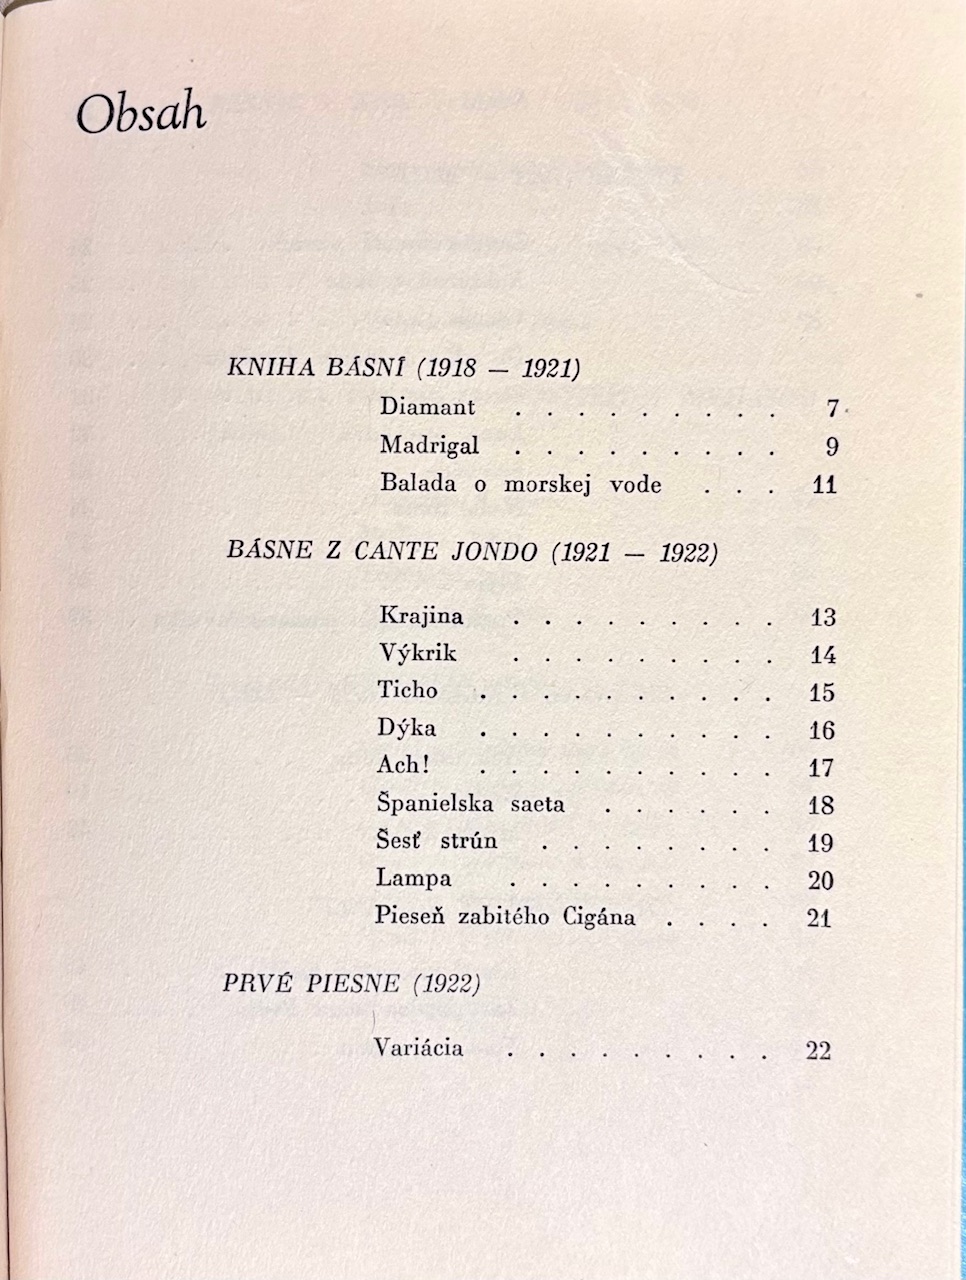 Obsah
KNIHA BÁSNÍ (1918 — 1921)
Diamant . . . . . . . . . 7
Madrigal . . . . . . . . . 9
Balada o morskej vode . . . 11
BÁSNE Z CANTE JONDO (1921 — 1922)
Krajina . . . . . . . . . 13
Výkrik . . . . . . . . . 14
Ticho . . . . . . . . . . 15
Dýka . . . . . . . . . . 16
Ach! . . . . . . . . . . 17
Španielska saeta . . . . . . 18
Šesť strún . . . . . . . . 19
Lampa . . . . . . . . . 20
Pieseň zabitého Cigána . . . . 21
PRVÉ PIESNE (1922)
Variácia . . . . . . . . . 22